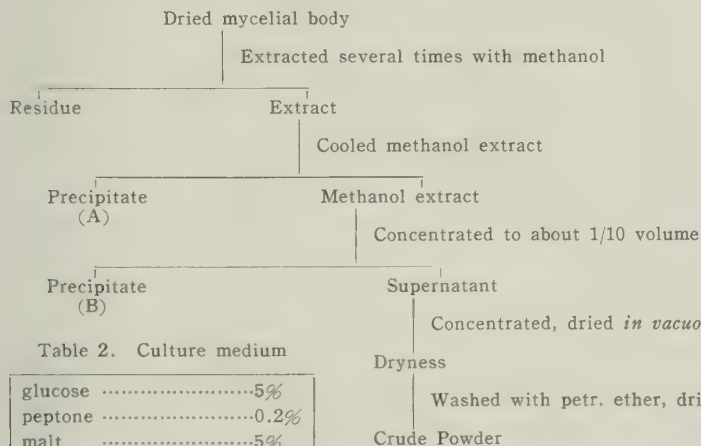 Dried mycelial body
Extracted several times with methanol
Residue Extract
Cooled methanol extract
Precipitate Methanol extract
(A)
Concentrated to about 1/10 volume
Precipitate Supernatant
(B)
Concentrated, dried in vacuo
Table 2. Culture medium
Dryness
glucose ······················5%
Washed with petr. ether,
peptone ······················0.2%
malt ······················5%
Crude Powder